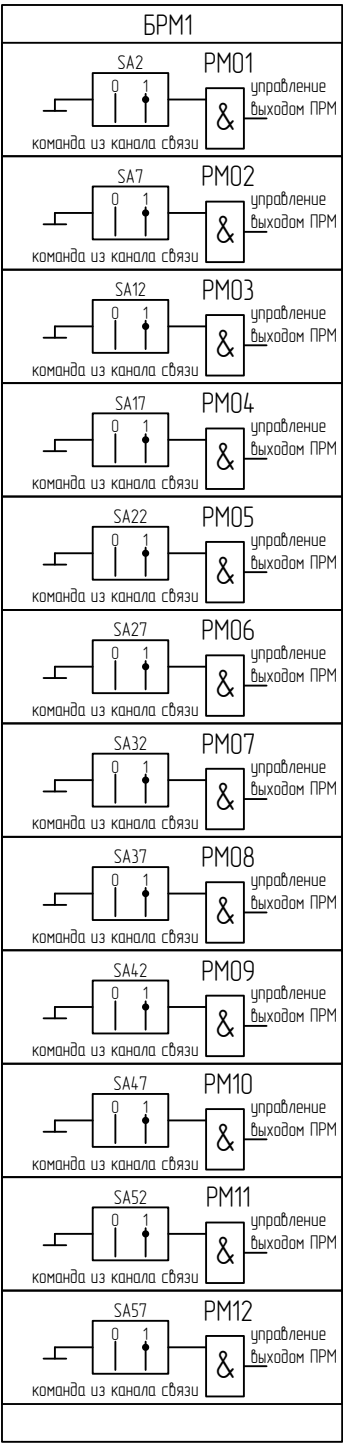 БРМ1
SA2 РМ01
0 1 управление
& выходом ПРМ
команда из канала связи
SA7 РМ02
0 1 управление
& выходом ПРМ
команда из канала связи
SA12 РМ03
0 1 управление
& выходом ПРМ
команда из канала связи
SA17 РМ04
0 1 управление
& выходом ПРМ
команда из канала связи
SA22 РМ05
0 1 управление
& выходом ПРМ
команда из канала связи
SA27 РМ06
0 1 управление
& выходом ПРМ
команда из канала связи
SA32 РМ07
0 1 управление
& выходом ПРМ
команда из канала связи
SA37 РМ08
0 1 управление
& выходом ПРМ
команда из канала связи
SA42 РМ09
0 1 управление
& выходом ПРМ
команда из канала связи
SA47 РМ10
0 1 управление
& выходом ПРМ
команда из канала связи
SA52 РМ11
0 1 управление
& выходом ПРМ
команда из канала связи
SA57 РМ12
0 1 управление
& выходом ПРМ
команда из канала связи